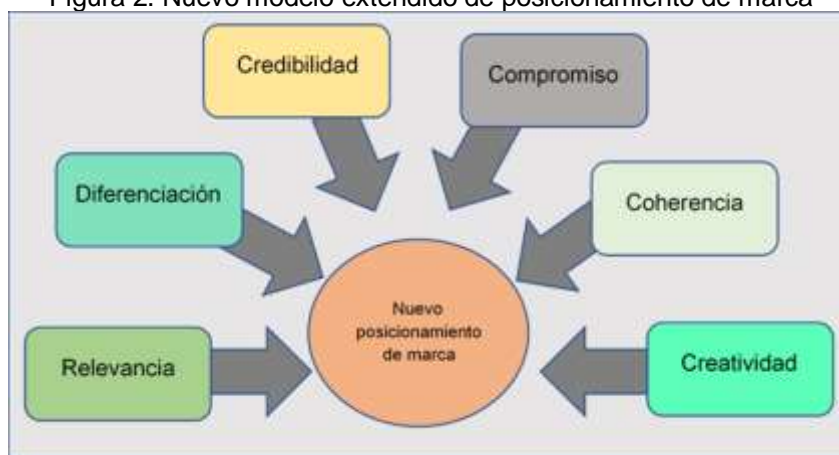 Figura 2. Nuevo modelo extendido de posicionamiento de marca
Credibilidad
Compromiso
Diferenciación
Coherencia
Nuevo
posicionamiento
de marca
Relevancia
Creatividad